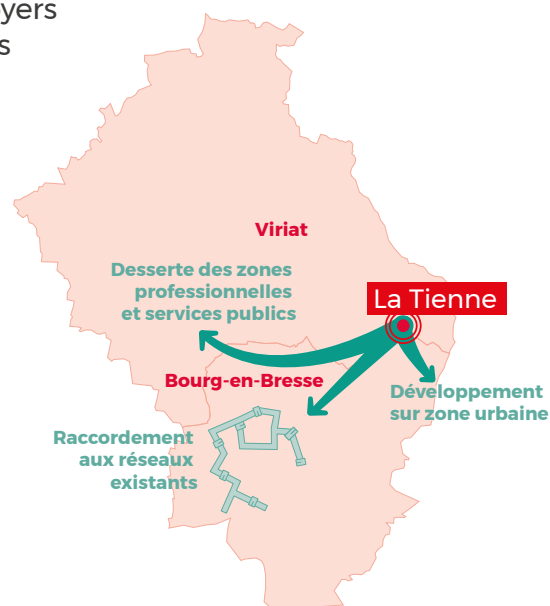 s
Viriat
Desserte des zones
professionnelles
et services publics
La Tienne
Bourg-en-Bresse
Développement
sur zone urbaine
Raccordement
aux réseaux
existants